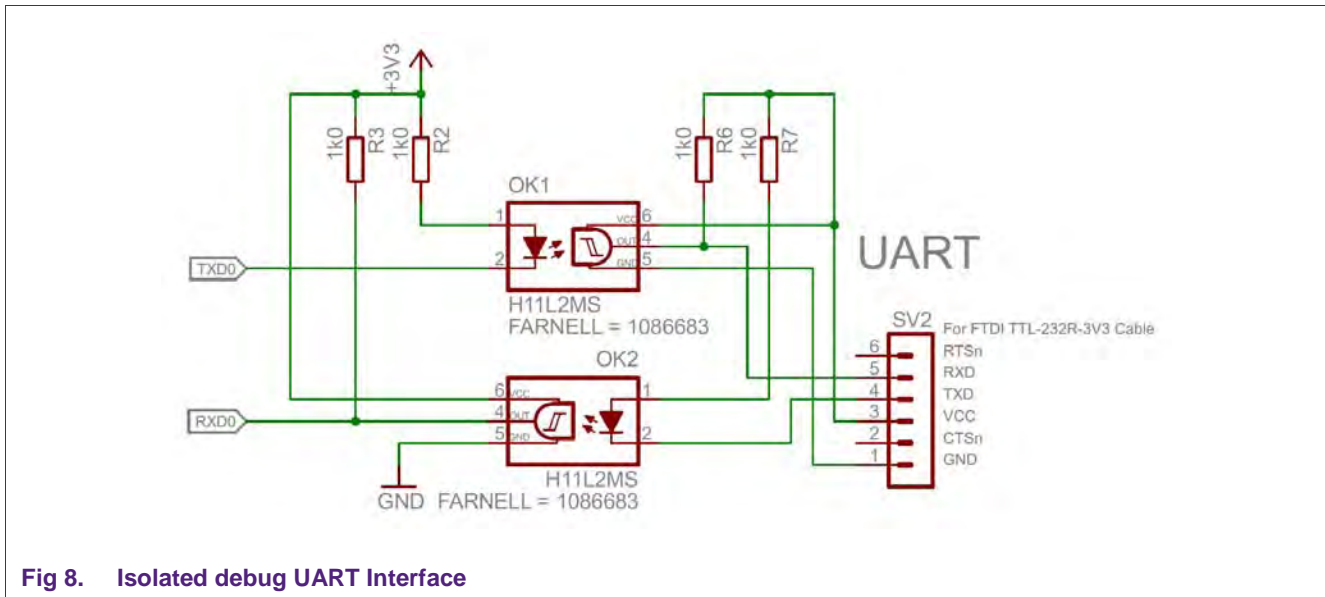 +3V3
1k0
R3
1k0
R2
1k0
R6
1k0
R7
OK1
1
2
VCC 6
OUT 4
GND 5
TXD0
H11L2MS
FARNELL = 1086683
UART
SV2
For FTDI TTL-232R-3V3 Cable
6 RTSn
5 RXD
4 TXD
3 VCC
2 CTSn
1 GND
OK2
6 VCC
4 OUT
5 GND
1
2
RXD0
GND
H11L2MS
FARNELL = 1086683
Fig 8. Isolated debug UART Interface